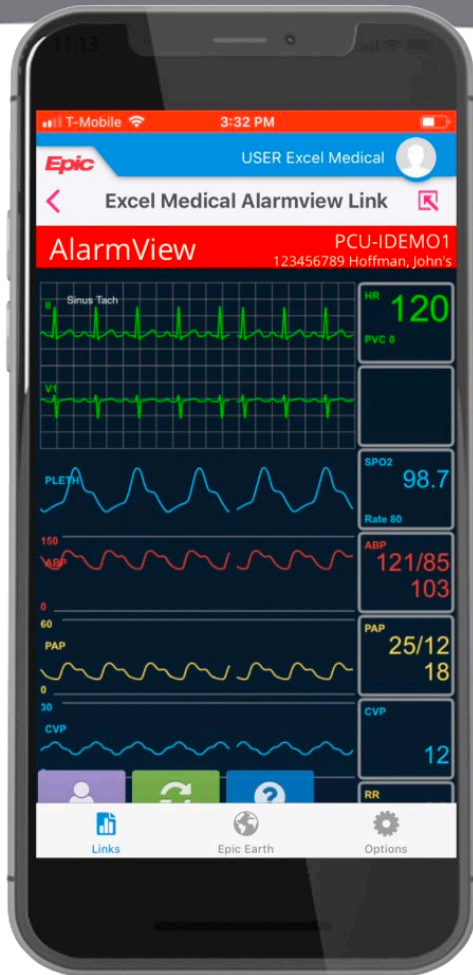 11:13
T-Mobile 3:32 PM
Epic
USER Excel Medical
Excel Medical Alarmview Link
AlarmView
PCU-IDEMO1
123456789 Hoffman, John's
II Sinus Tach
HR 120
PVC 0
V1
PLETH
SPO2
98.7
Rate 80
150
ABP
0
ABP
121/85
103
60
PAP
0
PAP
25/12
18
30
CVP
CVP
12
?
RR
Links
Epic Earth
Options